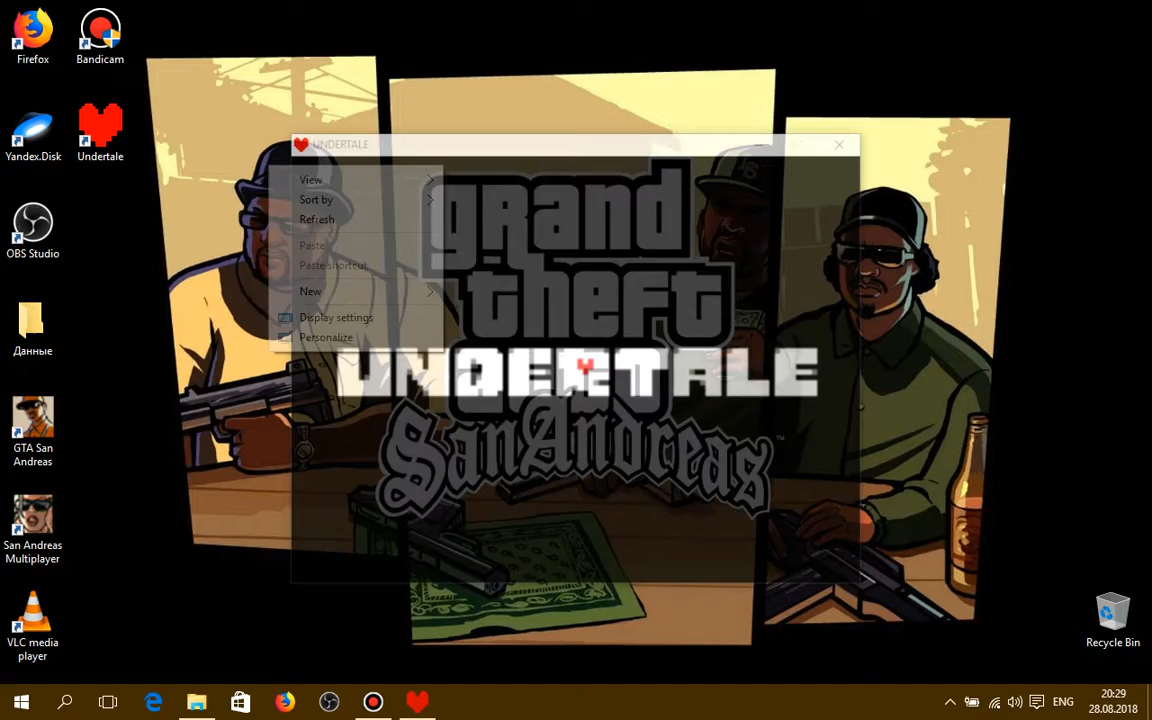 Firefox
Bandicam
Yandex.Disk
Undertale
OBS Studio
Данные
GTA San
Andreas
San Andreas
Multiplayer
VLC media
player
UNDERTALE
View
Sort by
Refresh
Paste
Paste shortcut
New
Display settings
Personalize
grand
theft
UNDERTALE
SanAndreas™
Recycle Bin
ENG
20:29
28.08.2018